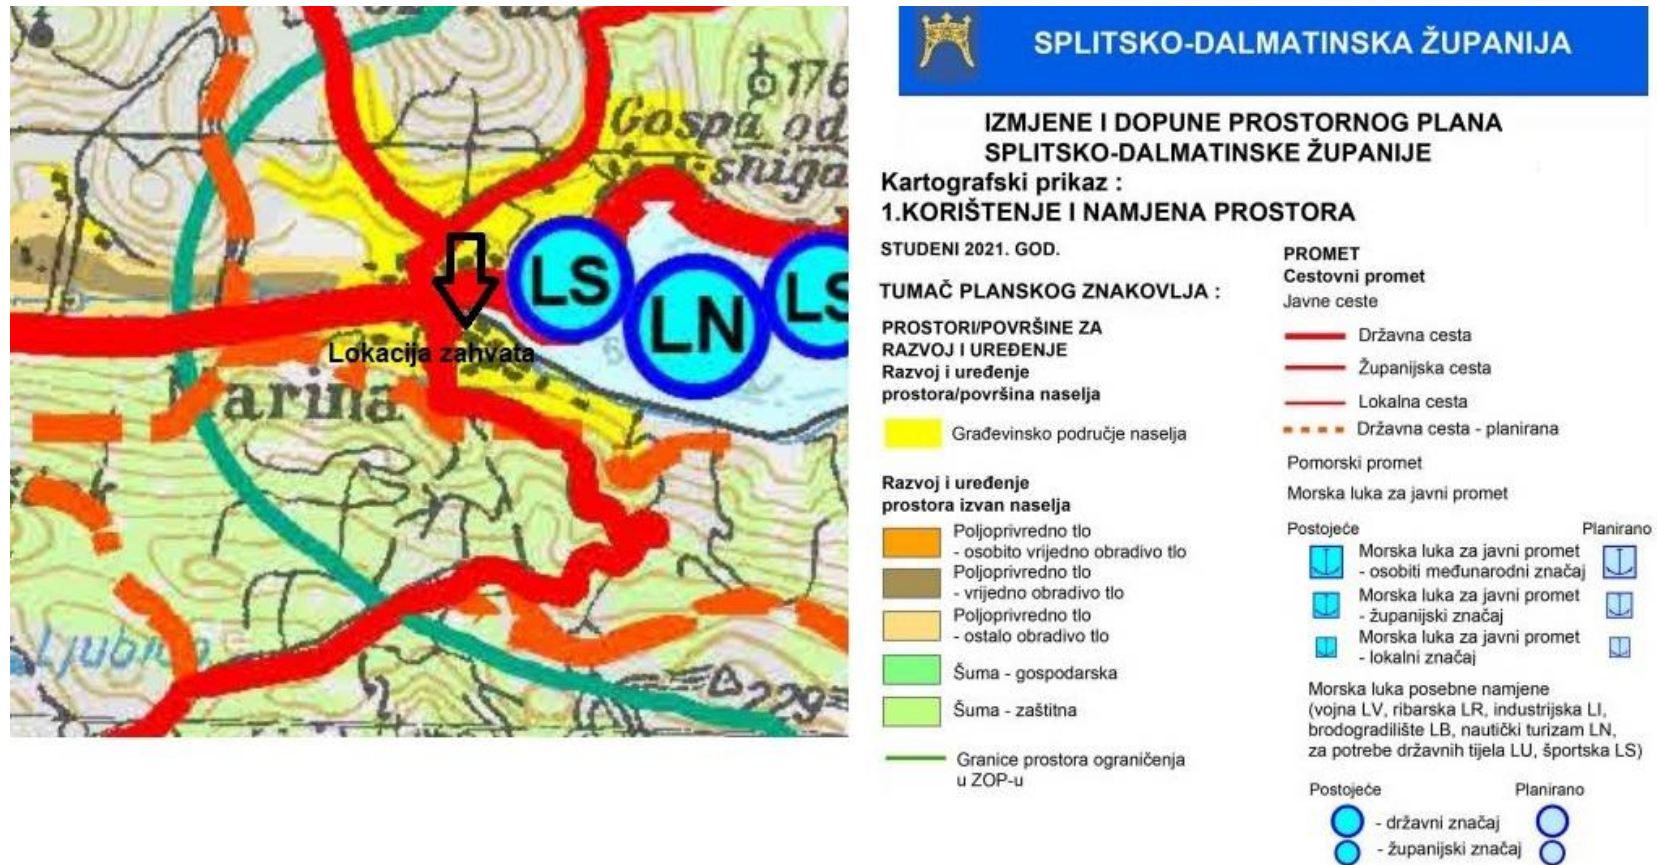 176
Gospa od
sniga
LS
LN
LS
Lokacija zahvata
Marina
Ljubino
229
SPLITSKO-DALMATINSKA ŽUPANIJA
IZMJENE I DOPUNE PROSTORNOG PLANA
SPLITSKO-DALMATINSKE ŽUPANIJE
Kartografski prikaz :
1.KORIŠTENJE I NAMJENA PROSTORA
STUDENI 2021. GOD.
TUMAČ PLANSKOG ZNAKOVLJA :
PROSTORI/POVRŠINE ZA
RAZVOJ I UREĐENJE
Razvoj i uređenje
prostora/površina naselja
Građevinsko područje naselja
Razvoj i uređenje
prostora izvan naselja
Poljoprivredno tlo
- osobito vrijedno obradivo tlo
Poljoprivredno tlo
- vrijedno obradivo tlo
Poljoprivredno tlo
- ostalo obradivo tlo
Šuma - gospodarska
Šuma - zaštitna
Granice prostora ograničenja
u ZOP-u
PROMET
Cestovni promet
Javne ceste
Državna cesta
Županijska cesta
Lokalna cesta
Državna cesta - planirana
Pomorski promet
Morska luka za javni promet
Postojeće Planirano
Morska luka za javni promet
- osobiti međunarodni značaj
Morska luka za javni promet
- županijski značaj
Morska luka za javni promet
- lokalni značaj
Morska luka posebne namjene
(vojna LV, ribarska LR, industrijska LI,
brodogradilište LB, nautički turizam LN,
za potrebe državnih tijela LU, športska LS)
Postojeće Planirano
- državni značaj
- županijski značaj